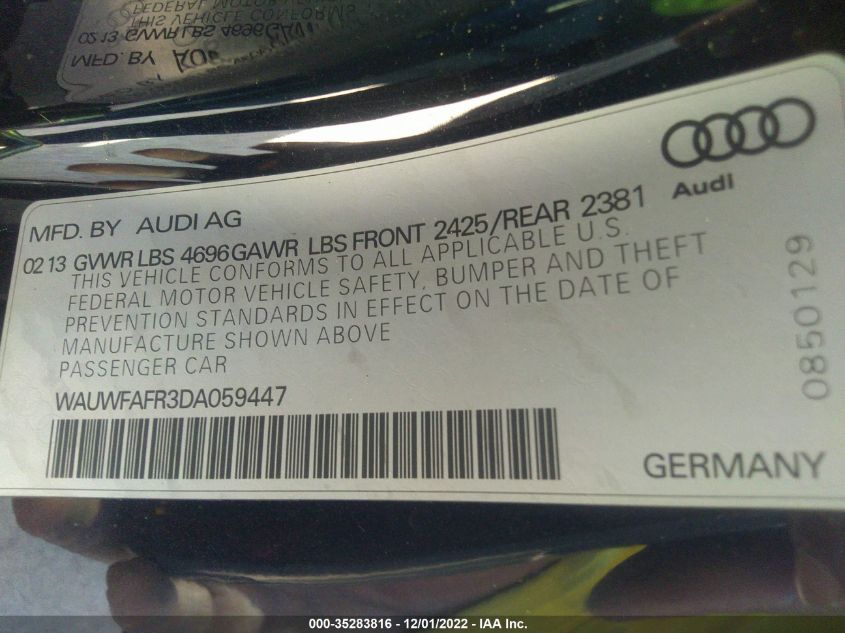 Audi
MFD. BY AUDI AG
02 13 GVWR LBS 4696 GAWR LBS FRONT 2425/REAR 2381
THIS VEHICLE CONFORMS TO ALL APPLICABLE U.S.
FEDERAL MOTOR VEHICLE SAFETY, BUMPER AND THEFT
PREVENTION STANDARDS IN EFFECT ON THE DATE OF
MANUFACTURE SHOWN ABOVE
PASSENGER CAR
WAUWFAFR3DA059447
0850129
GERMANY
000-35283816 - 12/01/2022 - IAA Inc.